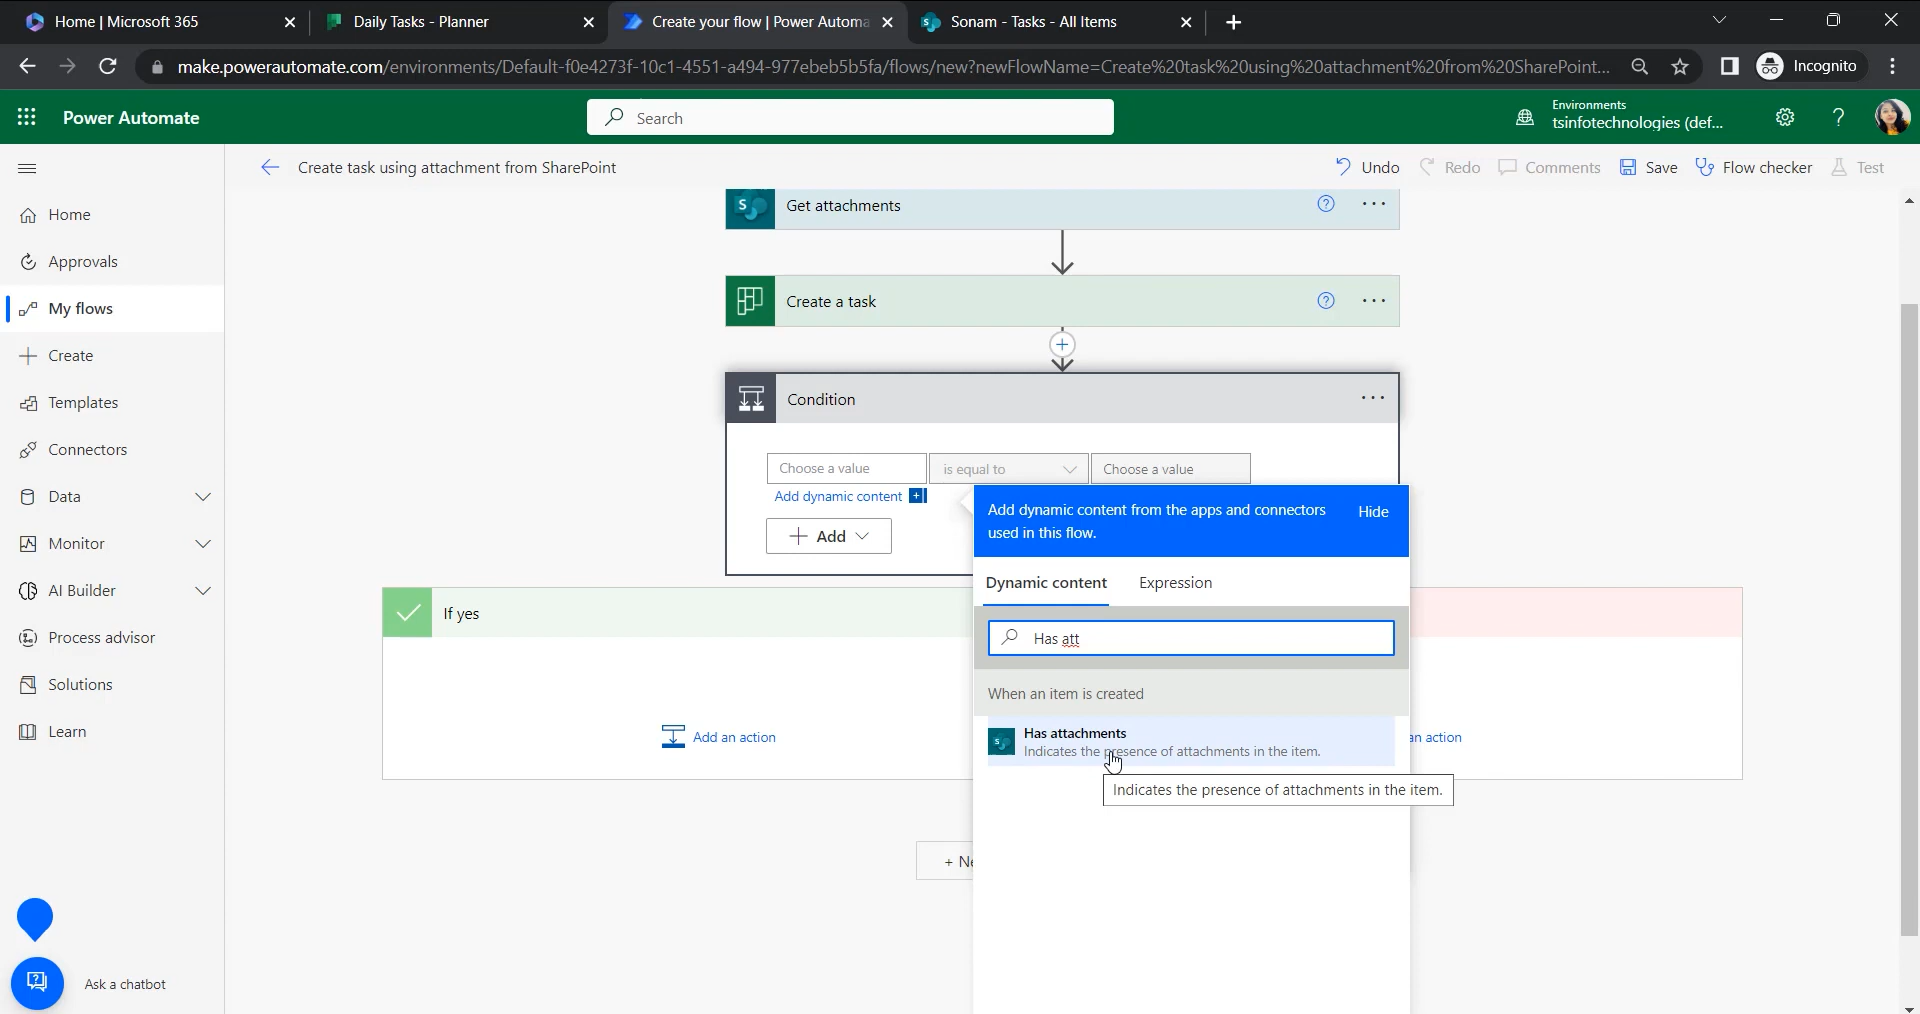 Home | Microsoft 365
Daily Tasks - Planner
Create your flow | Power Automa
Sonam - Tasks - All Items
make.powerautomate.com/environments/Default-f0e4273f-10c1-4551-a494-977ebeb5b5fa/flows/new?newFlowName=Create%20task%20using%20attachment%20from%20SharePoint...
Incognito
Power Automate
Search
Environments
tsinfotechnologies (def...
Create task using attachment from SharePoint
Undo
Redo
Comments
Save
Flow checker
Test
Home
Approvals
My flows
Create
Templates
Connectors
Data
Monitor
AI Builder
Process advisor
Solutions
Learn
Ask a chatbot
Get attachments
Create a task
Condition
Choose a value
is equal to
Choose a value
Add dynamic content
Add
If yes
Add an action
Add dynamic content from the apps and connectors
used in this flow.
Hide
Dynamic content
Expression
Has att
When an item is created
Has attachments
Indicates the presence of attachments in the item.
Indicates the presence of attachments in the item.
an action
+ Ne